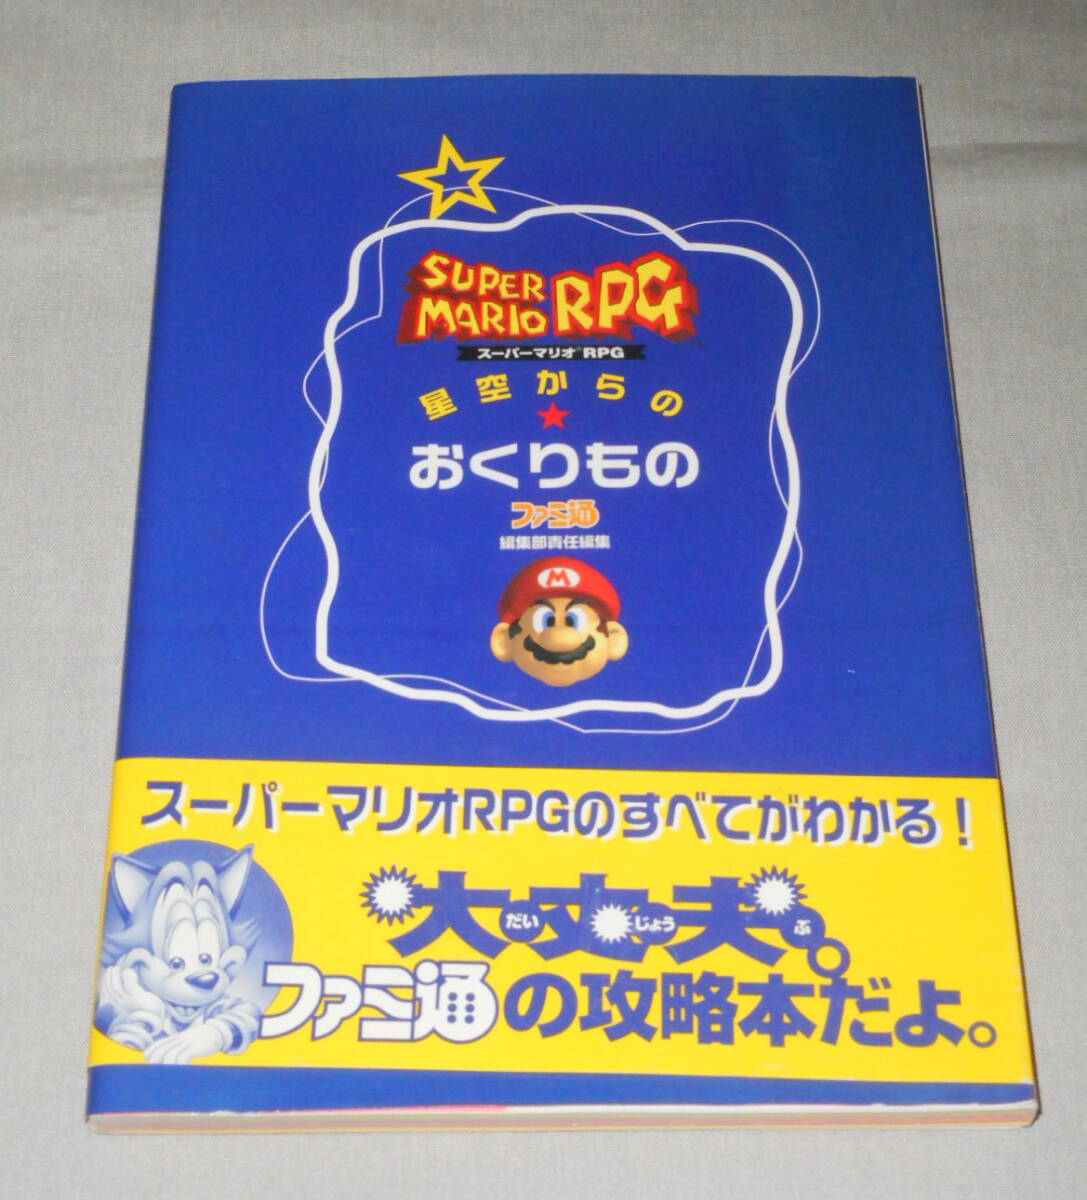 SUPER
MARIO RPG
スーパーマリオ®RPG
星空からの
おくりもの
ファミ通
編集部責任編集
M
スーパーマリオRPGのすべてがわかる！
大丈夫。
だい じょう ぶ
ファミ通の攻略本だよ。